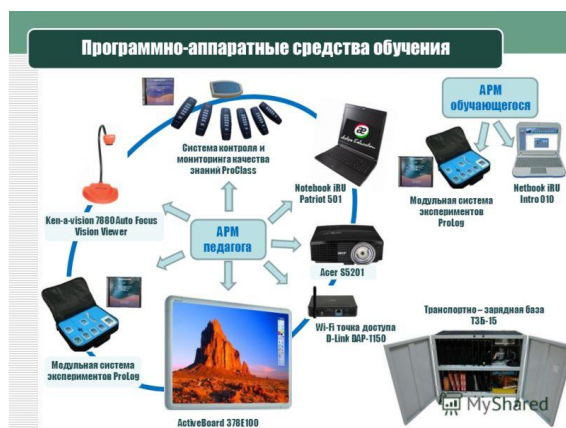 Программно-аппаратные средства обучения
АРМ
обучающегося
Система контроля и
мониторинга качества
знаний ProClass
Notebook iRU
Patriot 501
Модульная система
экспериментов
ProLog
Netbook iRU
Intro 010
Ken-a-vision 7880 Auto Focus
Vision Viewer
АРМ
педагога
Acer S5201
Wi-Fi точка доступа
D-Link DAP-1150
Транспортно – зарядная база
ТЗБ-15
Модульная система
экспериментов ProLog
ActiveBoard 378E100
MyShared